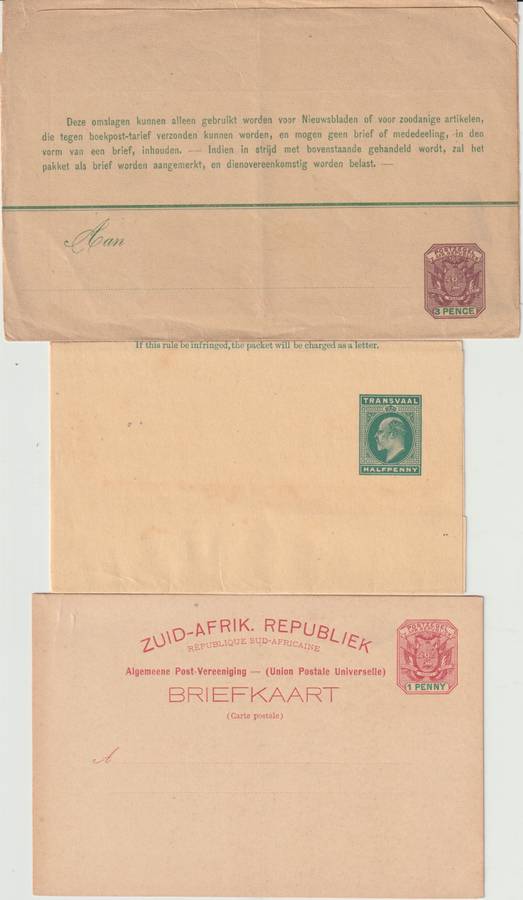 Deze omslagen kunnen alleen gebruikt worden voor Nieuwsbladen of voor zoodanige artikelen,
die tegen boekpost-tarief verzonden kunnen worden, en mogen geen brief of mededeeling, in den
vorm van een brief, inhouden. — Indien in strijd met bovenstaande gehandeld wordt, zal het
pakket als brief worden aangemerkt, en dienovereenkomstig worden belast. —
Aan
POSTZEGEL
3 PENCE
If this rule be infringed, the packet will be charged as a letter.
TRANSVAAL
HALFPENNY
ZUID-AFRIK. REPUBLIEK
RÉPUBLIQUE SUD-AFRICAINE
Algemeene Post-Vereeniging — (Union Postale Universelle)
BRIEFKAART
(Carte postale)
A
POSTZEGEL
1 PENNY